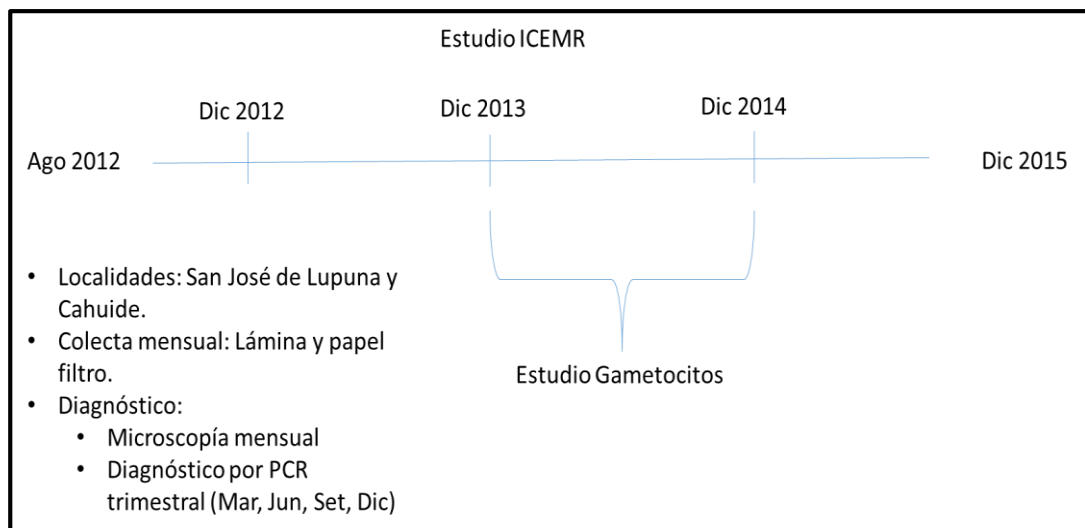 Estudio ICEMR
Dic 2012
Dic 2013
Dic 2014
Ago 2012
Dic 2015
• Localidades: San José de Lupuna y
Cahuide.
• Colecta mensual: Lámina y papel
filtro.
• Diagnóstico:
• Microscopía mensual
• Diagnóstico por PCR
trimestral (Mar, Jun, Set, Dic)
Estudio Gametocitos